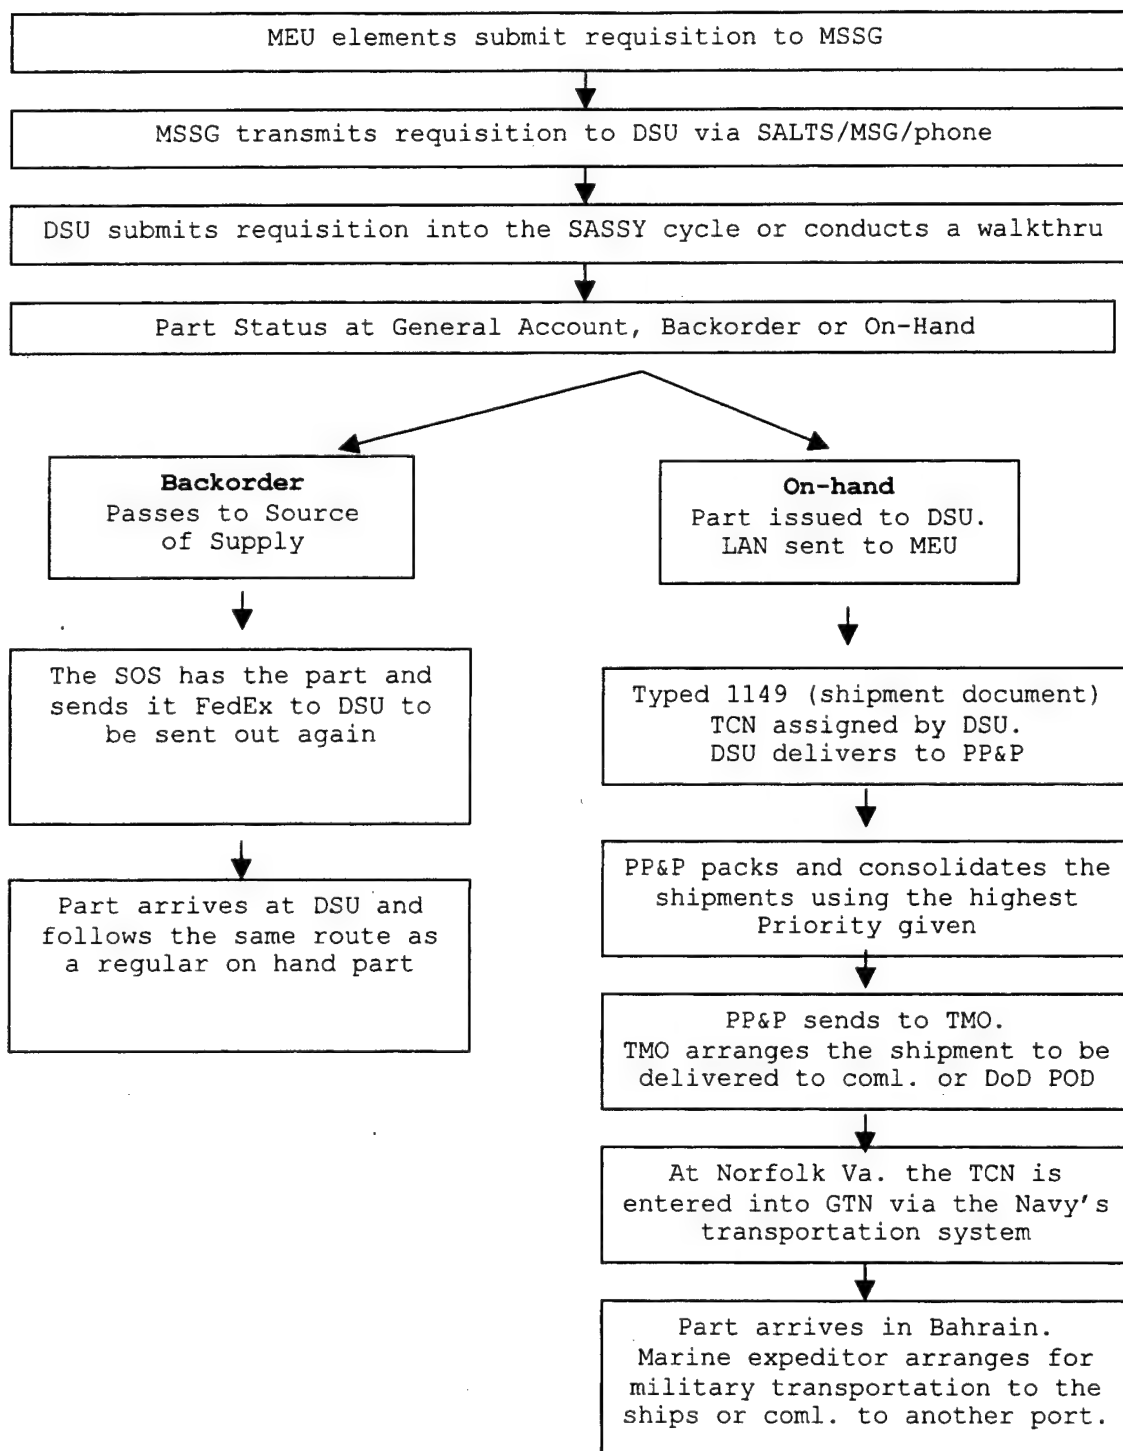 MEU elements submit requisition to MSSG
MSSG transmits requisition to DSU via SALTS/MSG/phone
DSU submits requisition into the SASSY cycle or conducts a walkthru
Part Status at General Account, Backorder or On-Hand
Backorder
Passes to Source
of Supply
The SOS has the part and
sends it FedEx to DSU to
be sent out again
Part arrives at DSU and
follows the same route as
a regular on hand part
On-hand
Part issued to DSU.
LAN sent to MEU
Typed 1149 (shipment document)
TCN assigned by DSU.
DSU delivers to PP&P
PP&P packs and consolidates the
shipments using the highest
Priority given
PP&P sends to TMO.
TMO arranges the shipment to be
delivered to coml. or DoD POD
At Norfolk Va. the TCN is
entered into GTN via the Navy's
transportation system
Part arrives in Bahrain.
Marine expeditor arranges for
military transportation to the
ships or coml. to another port.